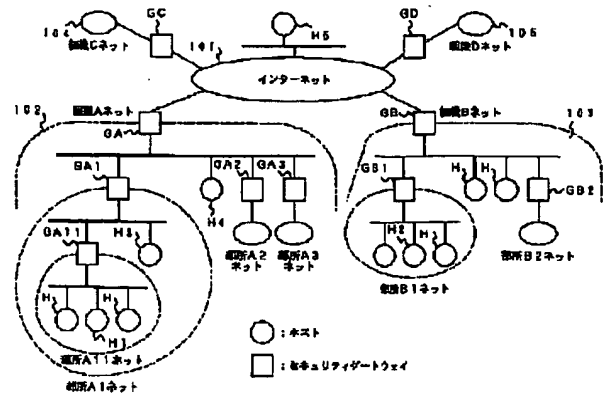 104
GC
101
H5
GD
105
組織Cネット
組織Dネット
インターネット
102
組織Aネット
GA
GB
組織Bネット
103
GA1
GA2
GA3
GB1
H
H
GB2
H4
GA11
H3
H2
H
H
部所A2
ネット
部所A3
ネット
部所B2ネット
部所B1ネット
H
H
H1
部所A11ネット
部所A1ネット
:ホスト
:セキュリティゲートウェイ